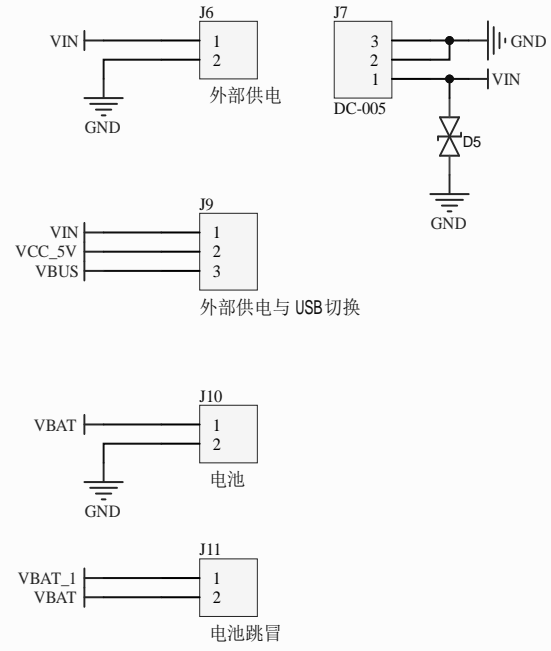 J6
VIN
1
2
GND
外部供电
J7
3
2
1
GND
VIN
DC-005
D5
GND
J9
VIN
VCC_5V
VBUS
1
2
3
外部供电与 USB切换
J10
VBAT
1
2
GND
电池
J11
VBAT_1
VBAT
1
2
电池跳冒